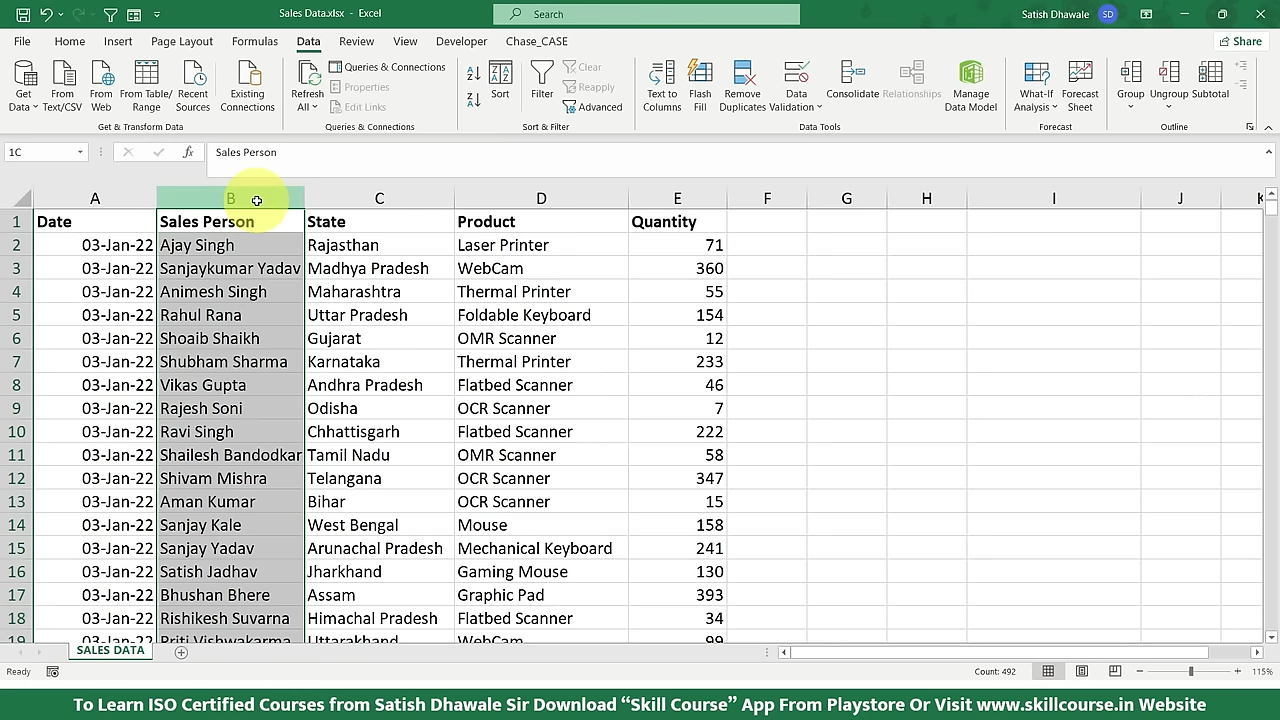 Sales Data.xlsx - Excel
Search
Satish Dhawale SD
File Home Insert Page Layout Formulas Data Review View Developer Chase_CASE Share
Get Data
From Text/CSV
From Web
From Table/ Range
Recent Sources
Existing Connections
Refresh All
Queries & Connections
Properties
Edit Links
Sort
Filter
Clear
Reapply
Advanced
Text to Columns
Flash Fill
Remove Duplicates
Data Validation
Consolidate
Relationships
Manage Data Model
What-If Analysis
Forecast Sheet
Group
Ungroup
Subtotal
Get & Transform Data Queries & Connections Sort & Filter Data Tools Forecast Outline
1C fx Sales Person
A B C D E F G H I J K
1 Date Sales Person State Product Quantity
2 03-Jan-22 Ajay Singh Rajasthan Laser Printer 71
3 03-Jan-22 Sanjaykumar Yadav Madhya Pradesh WebCam 360
4 03-Jan-22 Animesh Singh Maharashtra Thermal Printer 55
5 03-Jan-22 Rahul Rana Uttar Pradesh Foldable Keyboard 154
6 03-Jan-22 Shoaib Shaikh Gujarat OMR Scanner 12
7 03-Jan-22 Shubham Sharma Karnataka Thermal Printer 233
8 03-Jan-22 Vikas Gupta Andhra Pradesh Flatbed Scanner 46
9 03-Jan-22 Rajesh Soni Odisha OCR Scanner 7
10 03-Jan-22 Ravi Singh Chhattisgarh Flatbed Scanner 222
11 03-Jan-22 Shailesh Bandodkar Tamil Nadu OMR Scanner 58
12 03-Jan-22 Shivam Mishra Telangana OCR Scanner 347
13 03-Jan-22 Aman Kumar Bihar OCR Scanner 15
14 03-Jan-22 Sanjay Kale West Bengal Mouse 158
15 03-Jan-22 Sanjay Yadav Arunachal Pradesh Mechanical Keyboard 241
16 03-Jan-22 Satish Jadhav Jharkhand Gaming Mouse 130
17 03-Jan-22 Bhushan Bhere Assam Graphic Pad 393
18 03-Jan-22 Rishikesh Suvarna Himachal Pradesh Flatbed Scanner 34
19 03-Jan-22 Priti Vishwakarma Uttarakhand WebCam 99
SALES DATA
Ready Count: 492 115%
To Learn ISO Certified Courses from Satish Dhawale Sir Download “Skill Course” App From Playstore Or Visit www.skillcourse.in Website